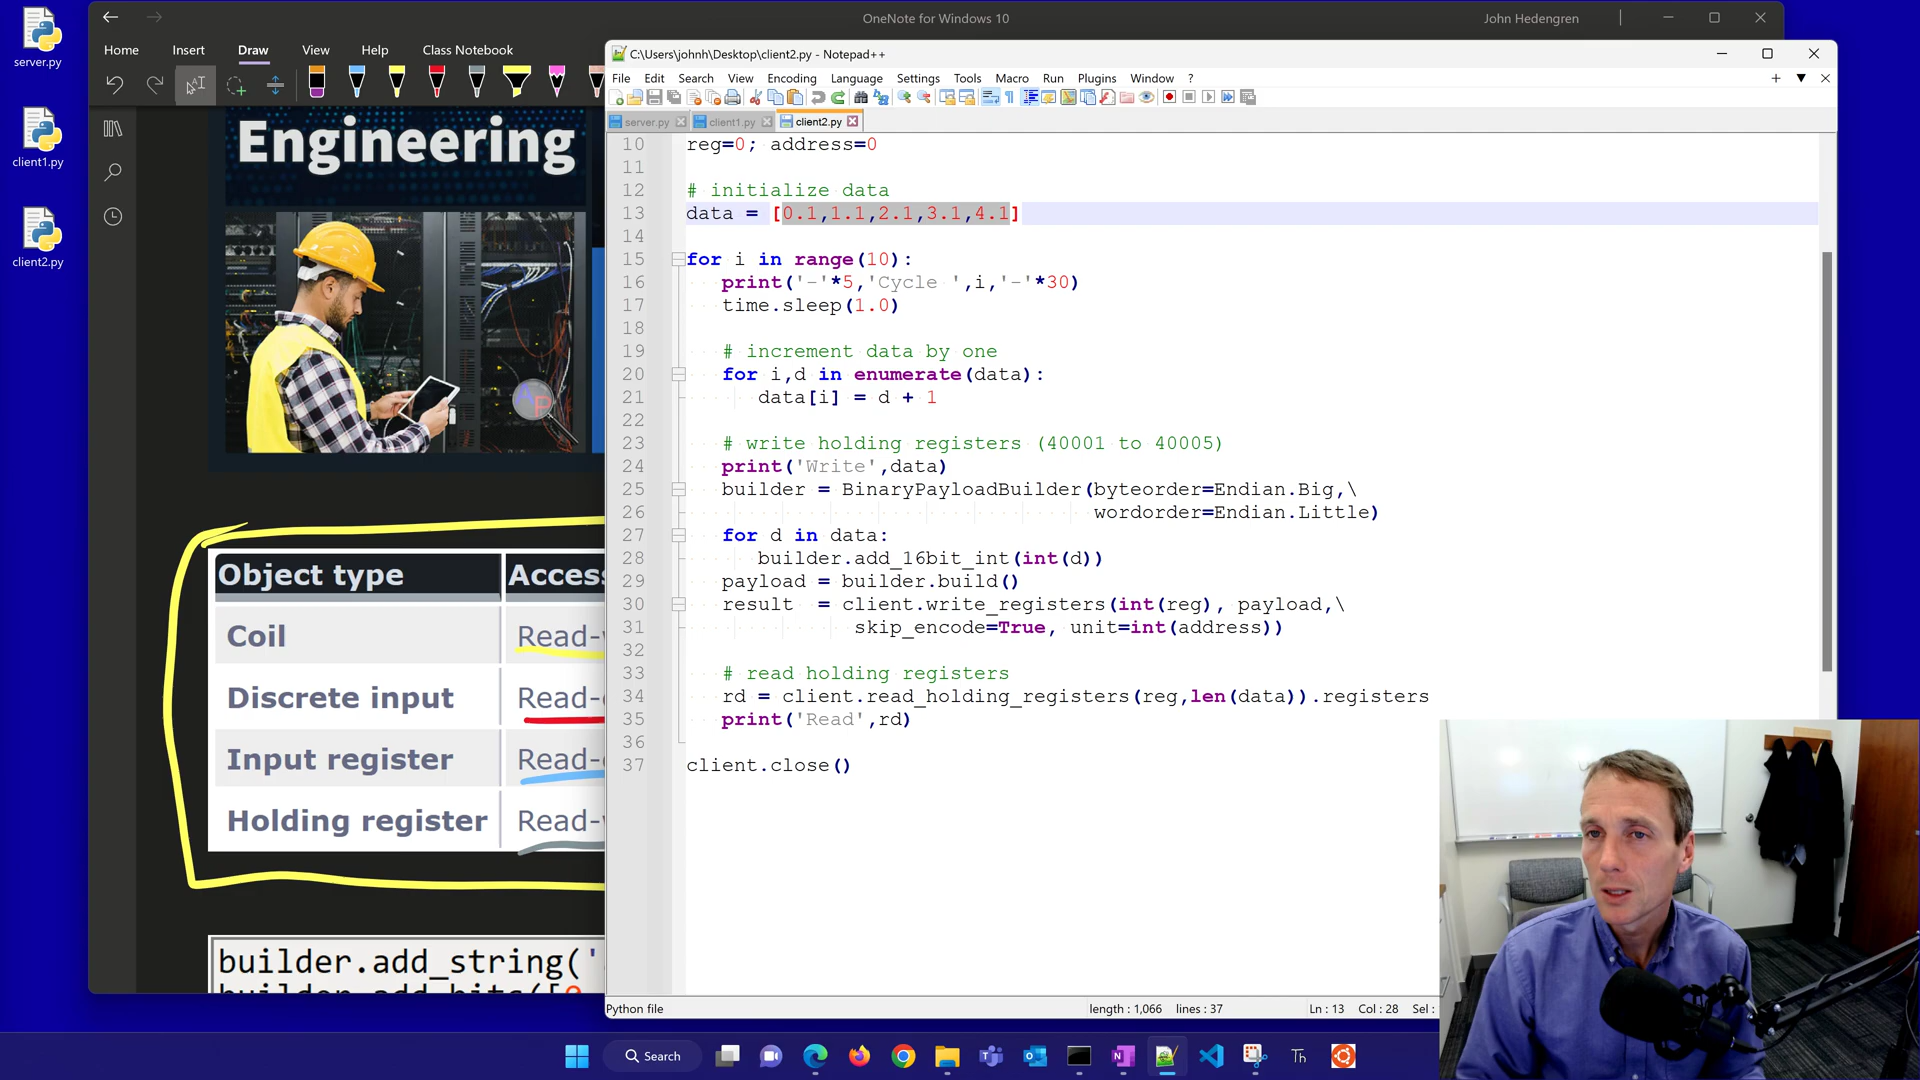 server.py
client1.py
client2.py
OneNote for Windows 10
John Hedengren
Home Insert Draw View Help Class Notebook
Engineering
Object type Access
Coil Read-
Discrete input Read-
Input register Read-
Holding register Read-
builder.add_string('
C:\Users\johnh\Desktop\client2.py - Notepad++
File Edit Search View Encoding Language Settings Tools Macro Run Plugins Window ?
server.py client1.py client2.py
10 reg=0; address=0
11
12 # initialize data
13 data = [0.1,1.1,2.1,3.1,4.1]
14
15 for i in range(10):
16 print('-'*5,'Cycle ',i,'-'*30)
17 time.sleep(1.0)
18
19 # increment data by one
20 for i,d in enumerate(data):
21 data[i] = d + 1
22
23 # write holding registers (40001 to 40005)
24 print('Write',data)
25 builder = BinaryPayloadBuilder(byteorder=Endian.Big,\
26 wordorder=Endian.Little)
27 for d in data:
28 builder.add_16bit_int(int(d))
29 payload = builder.build()
30 result = client.write_registers(int(reg), payload,\
31 skip_encode=True, unit=int(address))
32
33 # read holding registers
34 rd = client.read_holding_registers(reg,len(data)).registers
35 print('Read',rd)
36
37 client.close()
Python file length : 1,066 lines : 37 Ln : 13 Col : 28 Sel :
Search
Th